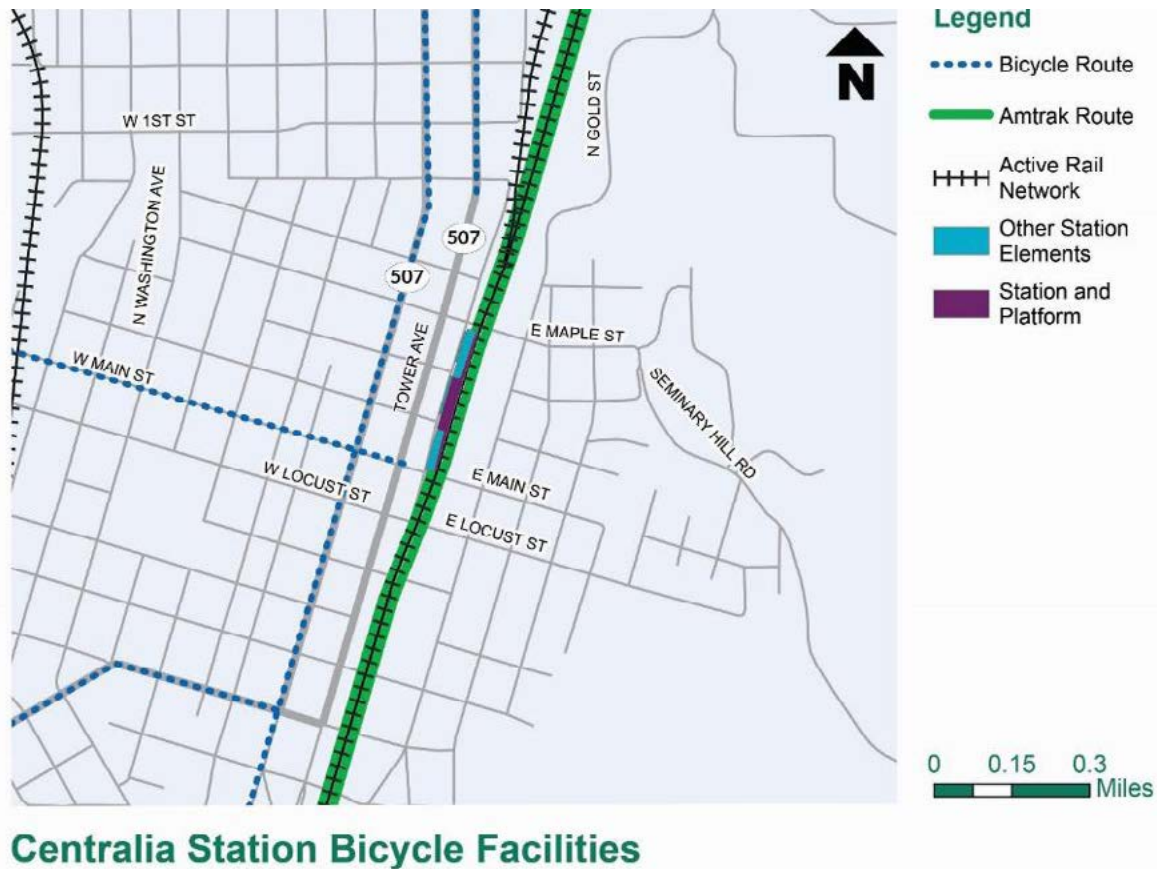 Legend
Bicycle Route
Amtrak Route
Active Rail
Network
Other Station
Elements
Station and
Platform
N
N GOLD ST
W 1ST ST
N WASHINGTON AVE
507
507
TOWER AVE
E MAPLE ST
W MAIN ST
SEMINARY HILL RD
W LOCUST ST
E MAIN ST
E LOCUST ST
0 0.15 0.3
Miles
Centralia Station Bicycle Facilities